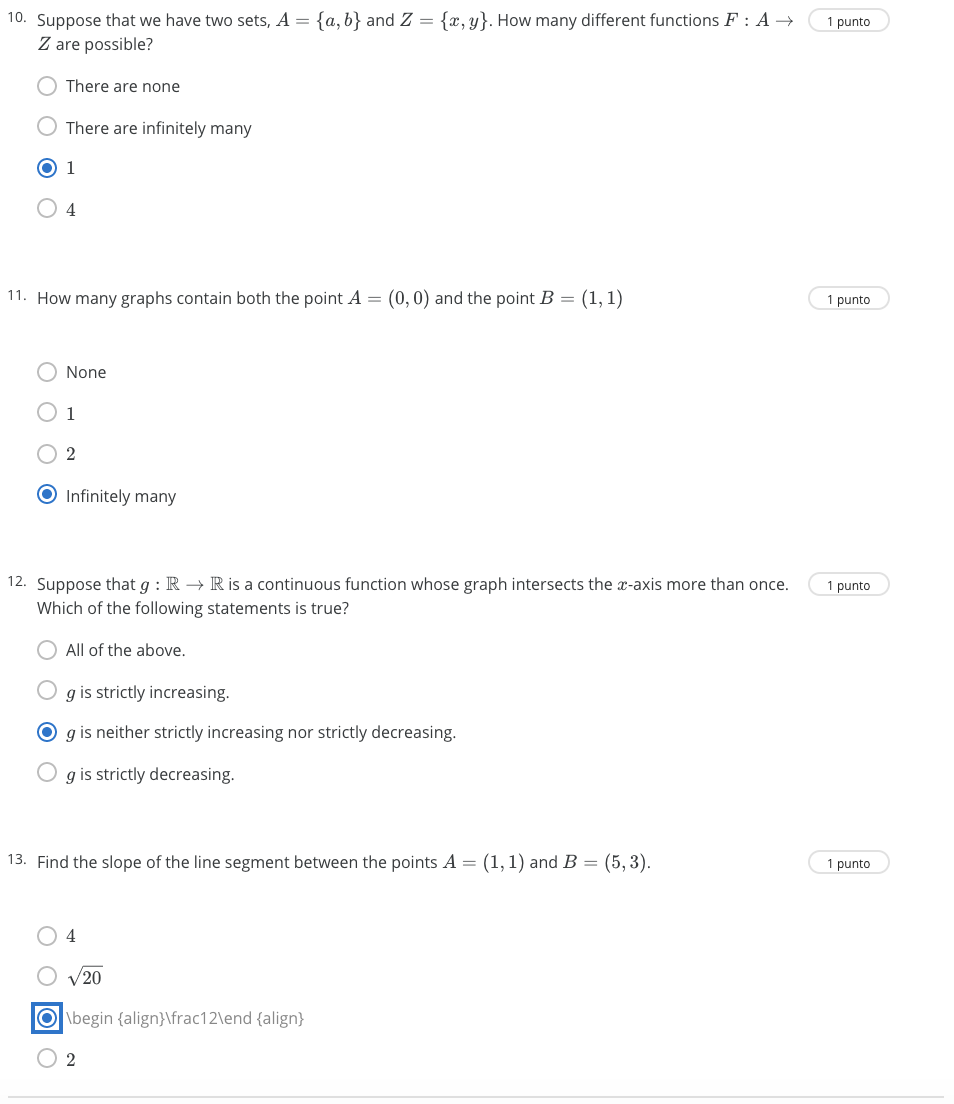 10. Suppose that we have two sets, A = {a, b} and Z = {x, y}. How many different functions F : A → 1 punto
Z are possible?
There are none
There are infinitely many
1
4
11. How many graphs contain both the point A = (0, 0) and the point B = (1, 1) 1 punto
None
1
2
Infinitely many
12. Suppose that g : ℝ → ℝ is a continuous function whose graph intersects the x-axis more than once. 1 punto
Which of the following statements is true?
All of the above.
g is strictly increasing.
g is neither strictly increasing nor strictly decreasing.
g is strictly decreasing.
13. Find the slope of the line segment between the points A = (1, 1) and B = (5, 3). 1 punto
4
√20
\begin {align}\frac12\end {align}
2